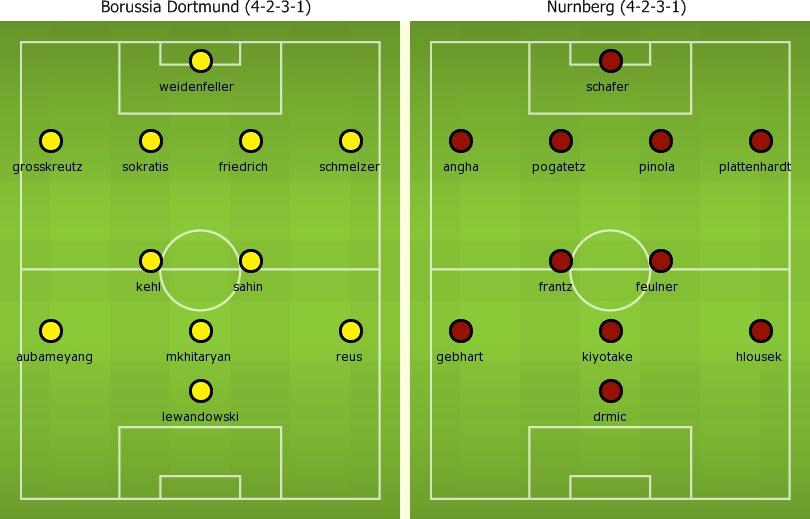 Borussia Dortmund (4-2-3-1)
weidenfeller
grosskreutz sokratis friedrich schmelzer
kehl sahin
aubameyang mkhitaryan reus
lewandowski
Nurnberg (4-2-3-1)
schafer
angha pogatetz pinola plattenhardt
frantz feulner
gebhart kiyotake hlousek
drmic